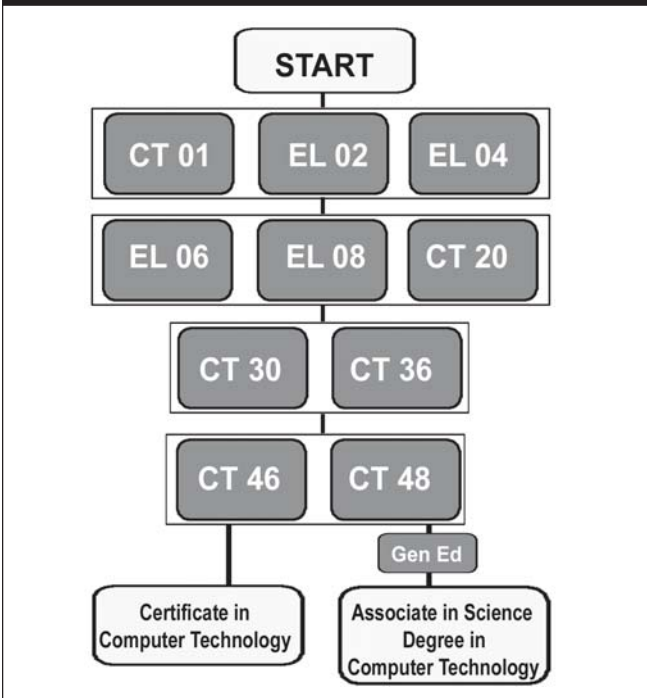 START
CT 01 EL 02 EL 04
EL 06 EL 08 CT 20
CT 30 CT 36
CT 46 CT 48
Gen Ed
Certificate in
Computer Technology
Associate in Science
Degree in
Computer Technology